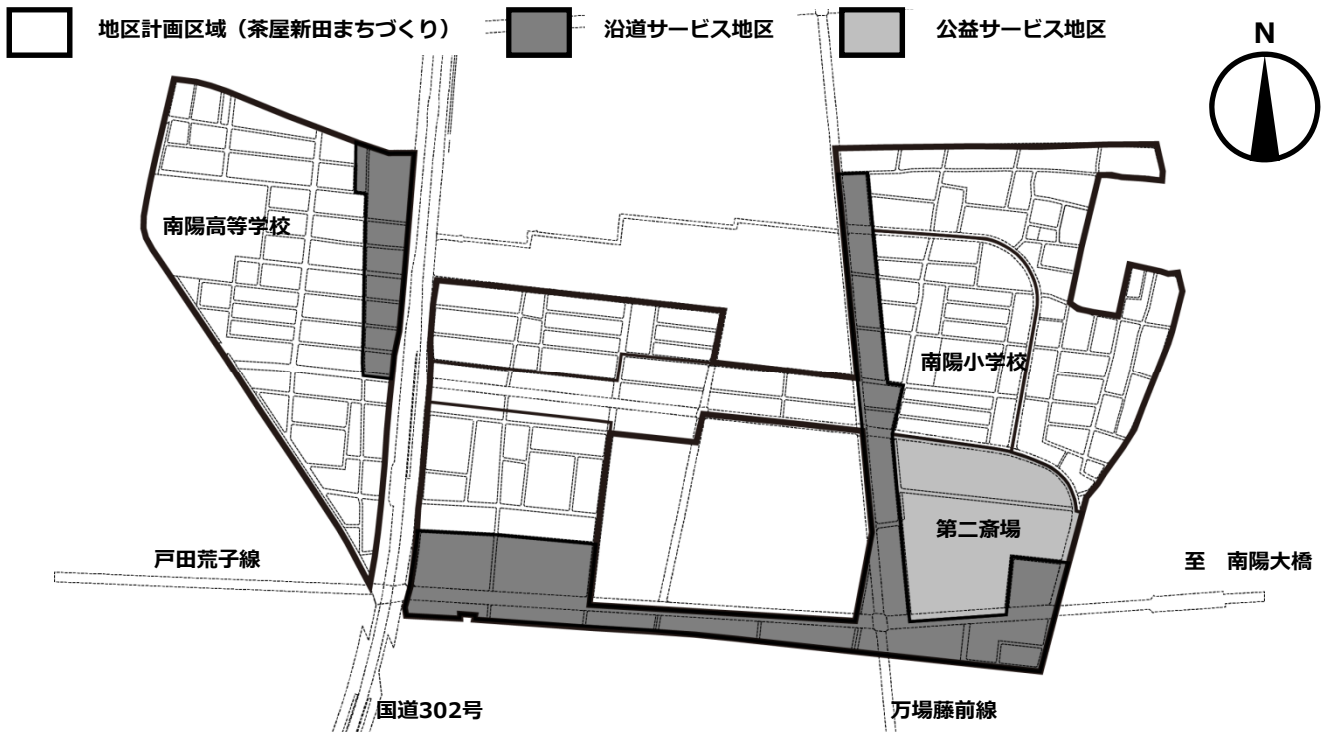 地区計画区域（茶屋新田まちづくり）
沿道サービス地区
公益サービス地区
N
南陽高等学校
南陽小学校
第二斎場
戸田荒子線
至　南陽大橋
国道302号
万場藤前線